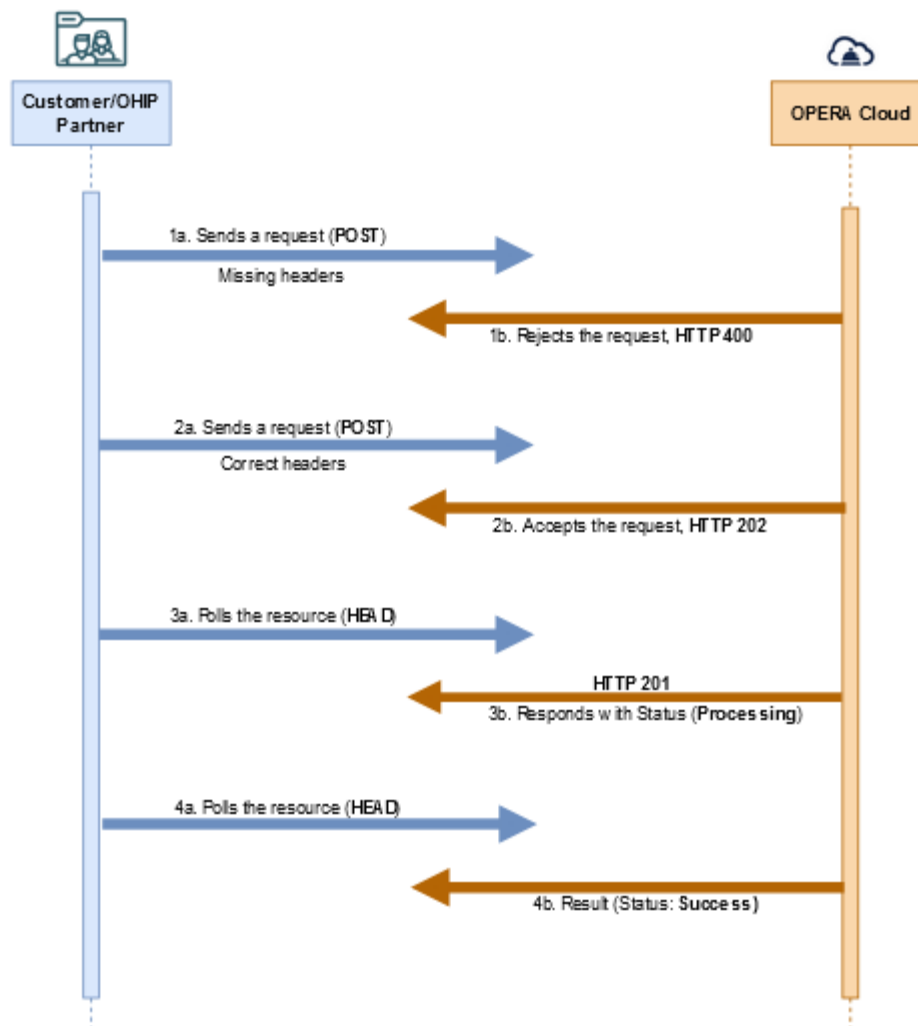 Customer/OHIP
Partner
OPERA Cloud
1a. Sends a request (POST)
Missing headers
1b. Rejects the request, HTTP 400
2a. Sends a request (POST)
Correct headers
2b. Accepts the request, HTTP 202
3a. Polls the resource (HEAD)
HTTP 201
3b. Responds with Status (Processing)
4a. Polls the resource (HEAD)
4b. Result (Status: Success)